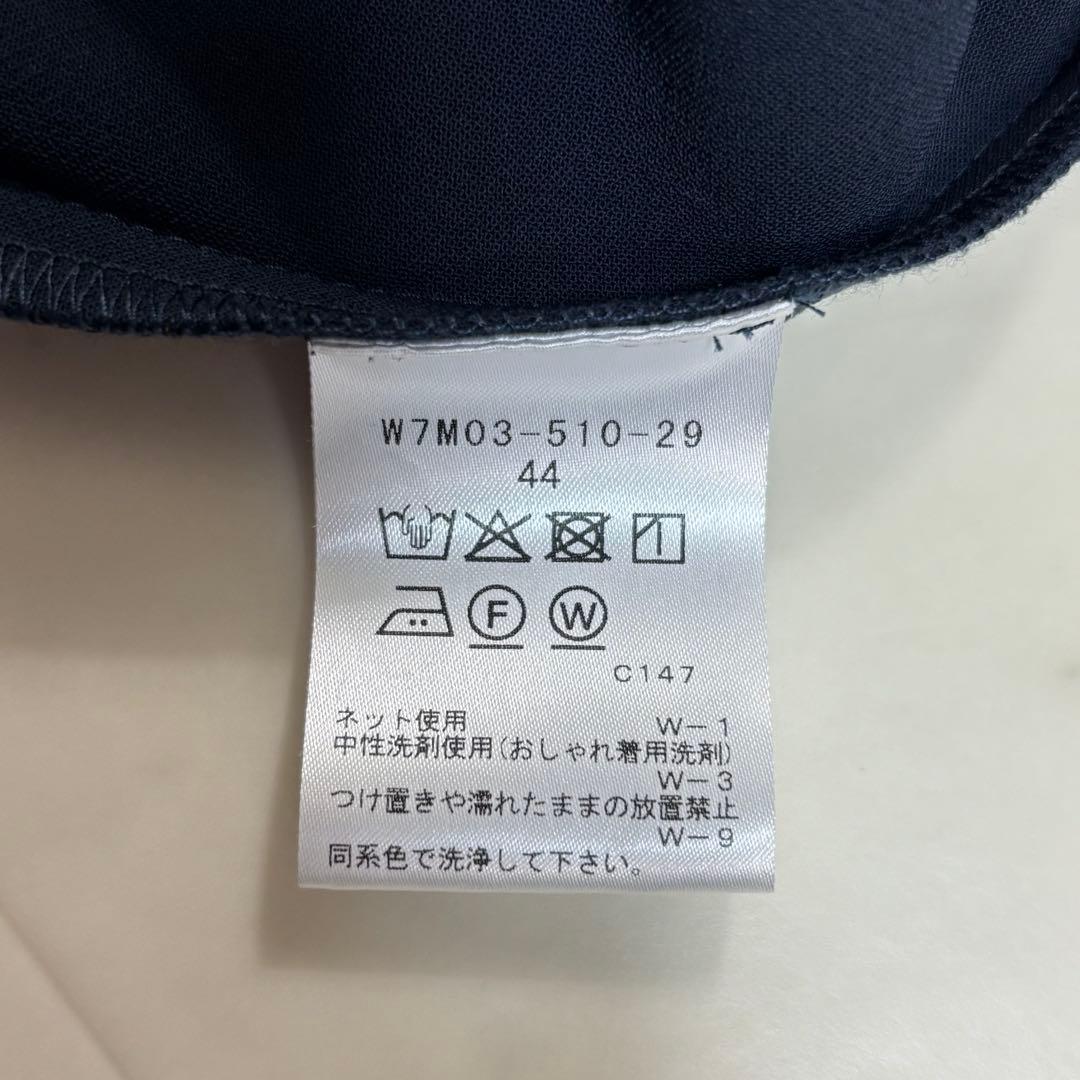 W7M03-510-29
44
F W
C147
ネット使用 W-1
中性洗剤使用(おしゃれ着用洗剤)
W-3
つけ置きや濡れたままの放置禁止
W-9
同系色で洗浄して下さい。